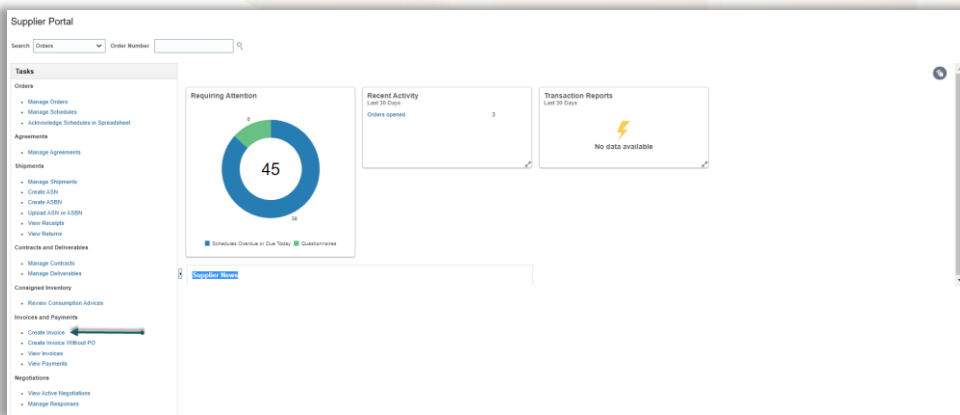 Supplier Portal
Search Orders Order Number
Tasks
Orders
Manage Orders
Manage Schedules
Acknowledge Schedules in Spreadsheet
Agreements
Manage Agreements
Shipments
Manage Shipments
Create ASN
Create ASBN
Upload ASN or ASBN
View Receipts
View Returns
Contracts and Deliverables
Manage Contracts
Manage Deliverables
Consigned Inventory
Review Consumption Advices
Invoices and Payments
Create Invoice
Create Invoice Without PO
View Invoices
View Payments
Negotiations
View Active Negotiations
Manage Responses
Requiring Attention
6
45
39
Schedules Overdue or Due Today Questionnaires
Recent Activity
Last 30 Days
Orders opened 3
Transaction Reports
Last 30 Days
No data available
Supplier News